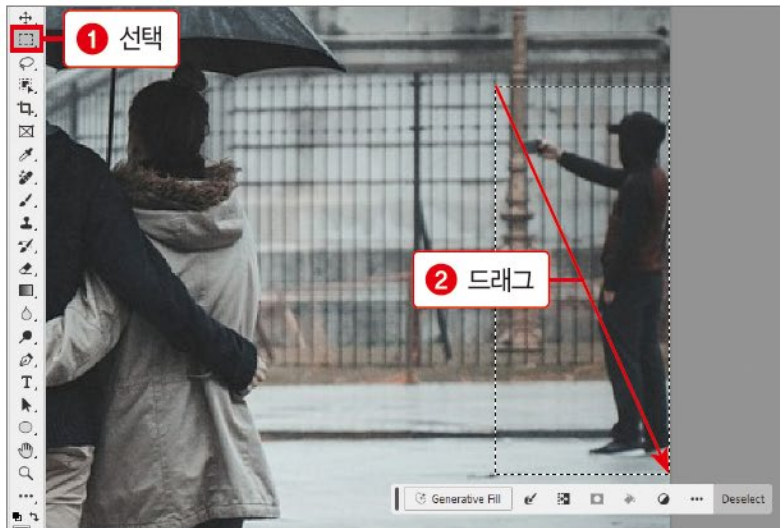 1 선택
2 드래그
T
Generative Fill
Deselect